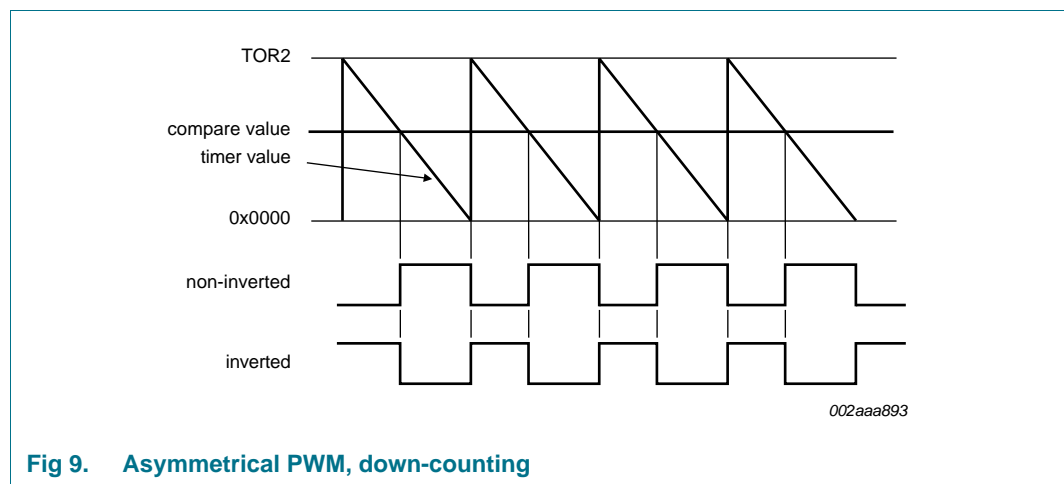 TOR2
compare value
timer value
0x0000
non-inverted
inverted
002aaa893
Fig 9. Asymmetrical PWM, down-counting